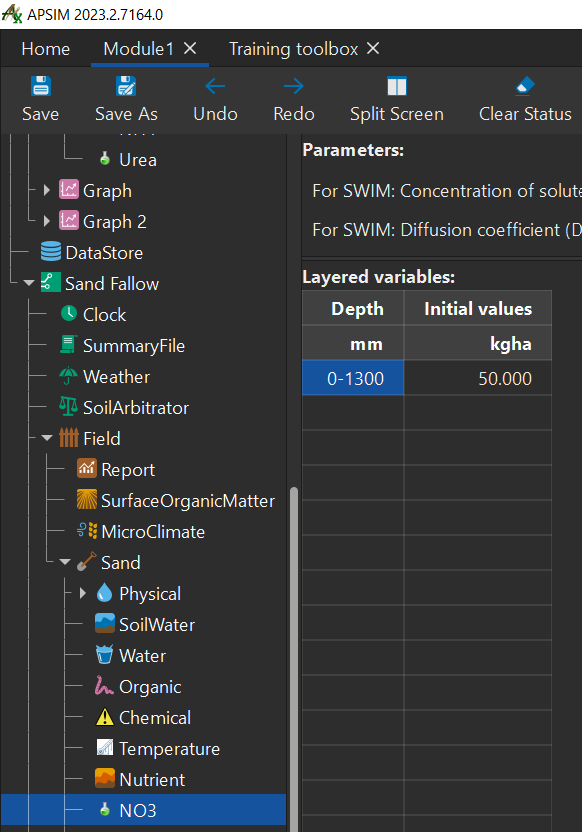 APSIM 2023.2.7164.0
Home Module1 Training toolbox
Save Save As Undo Redo Split Screen Clear Status
Urea
Graph
Graph 2
DataStore
Sand Fallow
Clock
SummaryFile
Weather
SoilArbitrator
Field
Report
SurfaceOrganicMatter
MicroClimate
Sand
Physical
SoilWater
Water
Organic
Chemical
Temperature
Nutrient
NO3
Parameters:
For SWIM: Concentration of solute
For SWIM: Diffusion coefficient (D
Layered variables:
Depth Initial values
mm kgha
0-1300 50.000